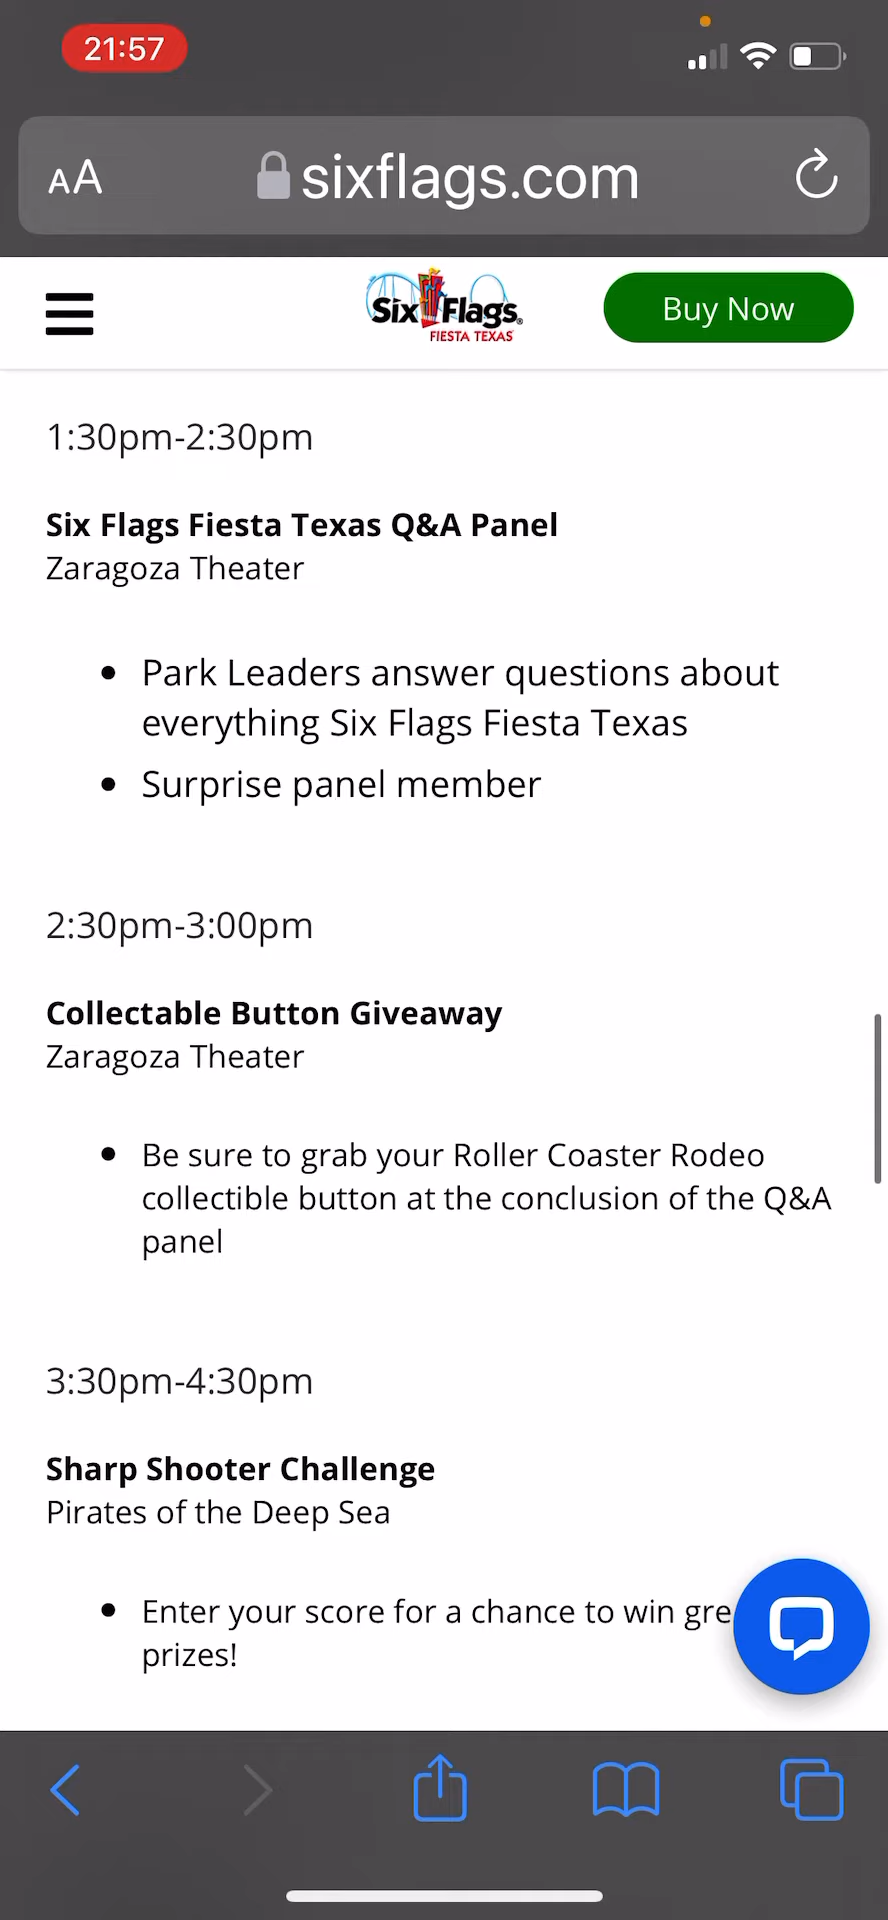 21:57
AA sixflags.com
Six Flags
FIESTA TEXAS
Buy Now
1:30pm-2:30pm
Six Flags Fiesta Texas Q&A Panel
Zaragoza Theater
• Park Leaders answer questions about
everything Six Flags Fiesta Texas
• Surprise panel member
2:30pm-3:00pm
Collectable Button Giveaway
Zaragoza Theater
• Be sure to grab your Roller Coaster Rodeo
collectible button at the conclusion of the Q&A
panel
3:30pm-4:30pm
Sharp Shooter Challenge
Pirates of the Deep Sea
• Enter your score for a chance to win gre
prizes!